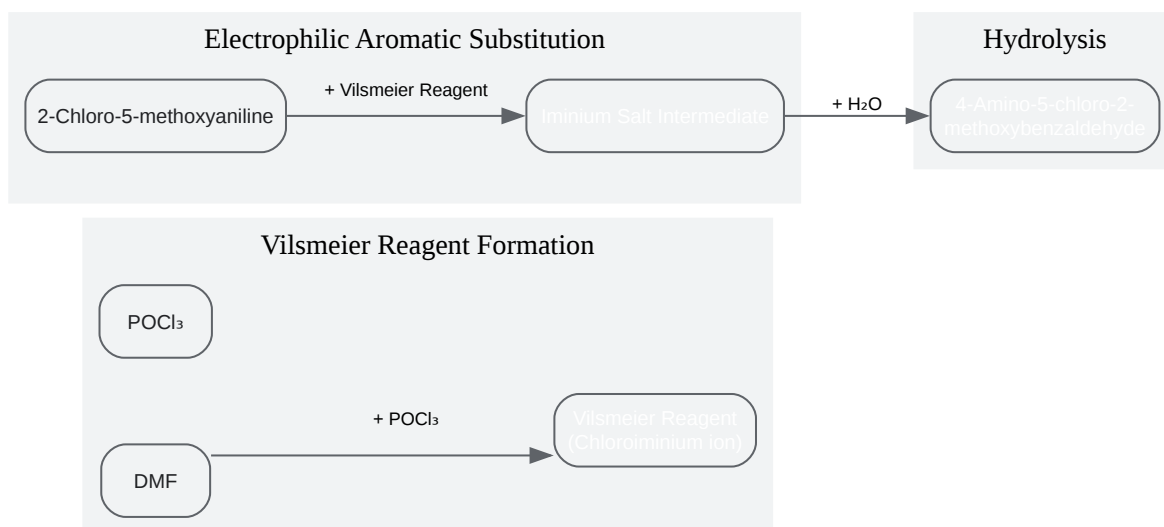 Electrophilic Aromatic Substitution
2-Chloro-5-methoxyaniline
+ Vilsmeier Reagent
Iminium Salt Intermediate
+ H₂O
Hydrolysis
4-Amino-5-chloro-2-
methoxybenzaldehyde
Vilsmeier Reagent Formation
POCl₃
DMF
+ POCl₃
Vilsmeier Reagent
(Chloroiminium ion)